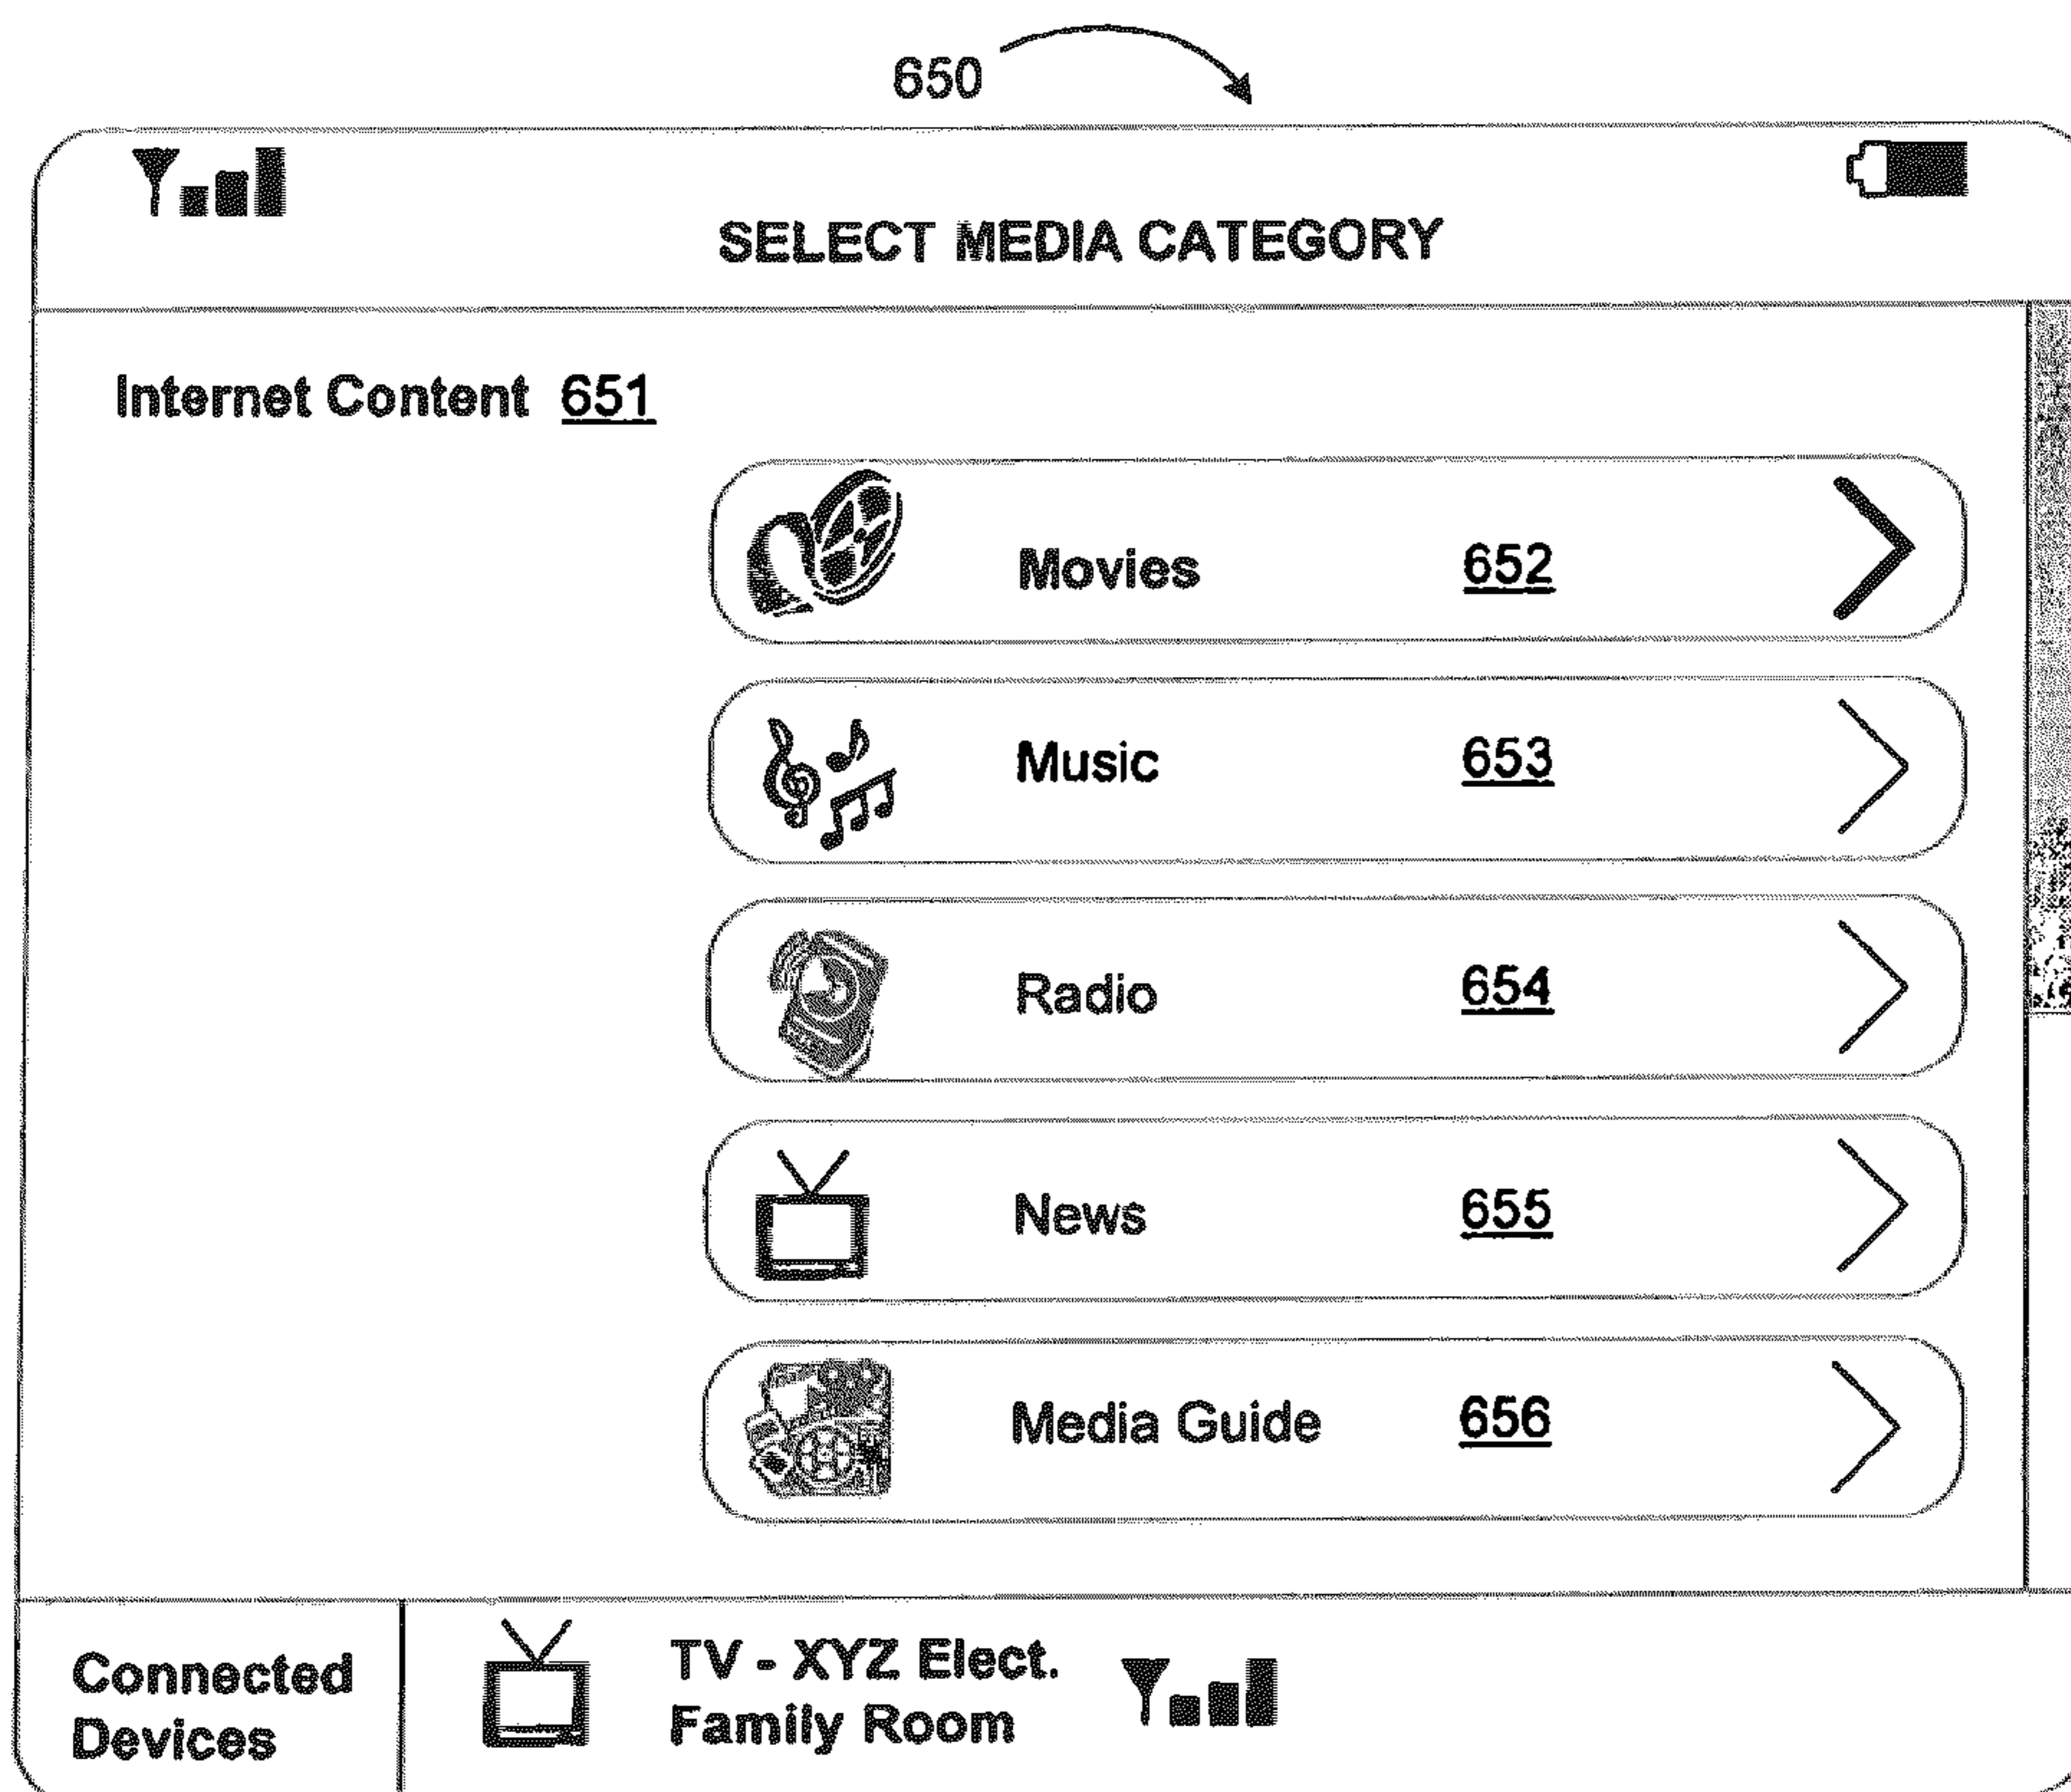 650
SELECT MEDIA CATEGORY
Internet Content 651
Movies 652
Music 653
Radio 654
News 655
Media Guide 656
Connected
Devices
TV - XYZ Elect.
Family Room